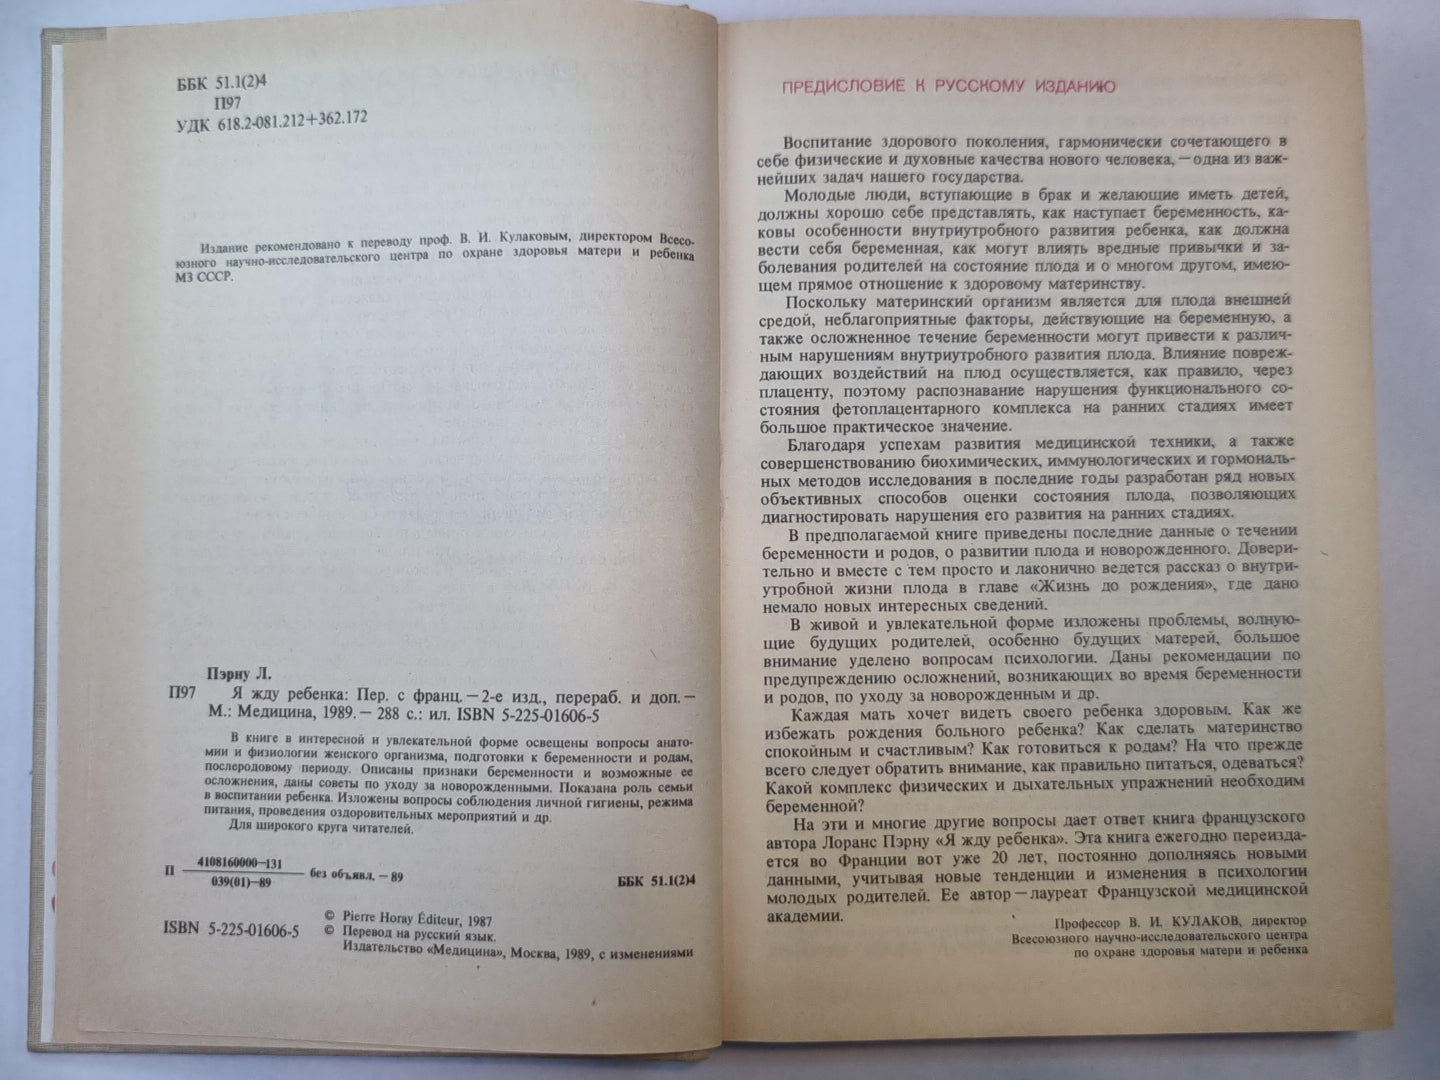 ББК 51.1(2)4
П97
УДК 618.2-081.212+362.172
Издание рекомендовано к переводу проф. В. И. Кулаковым, директором Всесо-
юзного научно-исследовательского центра по охране здоровья матери и ребенка
МЗ СССР.
Пэрну Л.
П97 Я жду ребенка: Пер. с франц. — 2-е изд., перераб. и доп. —
М.: Медицина, 1989. — 288 с.: ил. ISBN 5-225-01606-5
В книге в интересной и увлекательной форме освещены вопросы анато-
мии и физиологии женского организма, подготовки к беременности и родам,
послеродовому периоду. Описаны признаки беременности и возможные ее
осложнения, даны советы по уходу за новорожденными. Показана роль семьи
в воспитании ребенка. Изложены вопросы соблюдения личной гигиены, режима
питания, проведения оздоровительных мероприятий и др.
Для широкого круга читателей.
П 4108160000—131
039(01)—89 без объявл. — 89
ББК 51.1(2)4
ISBN 5-225-01606-5
© Pierre Horay Éditeur, 1987
© Перевод на русский язык.
Издательство «Медицина», Москва, 1989, с изменениями
ПРЕДИСЛОВИЕ К РУССКОМУ ИЗДАНИЮ
Воспитание здорового поколения, гармонически сочетающего в
себе физические и духовные качества нового человека, — одна из важ-
нейших задач нашего государства.
Молодые люди, вступающие в брак и желающие иметь детей,
должны хорошо себе представлять, как наступает беременность, ка-
ковы особенности внутриутробного развития ребенка, как должна
вести себя беременная, как могут влиять вредные привычки и за-
болевания родителей на состояние плода и о многом другом, имею-
щем прямое отношение к здоровому материнству.
Поскольку материнский организм является для плода внешней
средой, неблагоприятные факторы, действующие на беременную, а
также осложненное течение беременности могут привести к различ-
ным нарушениям внутриутробного развития плода. Влияние повреж-
дающих воздействий на плод осуществляется, как правило, через
плаценту, поэтому распознавание нарушения функционального со-
стояния фетоплацентарного комплекса на ранних стадиях имеет
большое практическое значение.
Благодаря успехам развития медицинской техники, а также
совершенствованию биохимических, иммунологических и гормональ-
ных методов исследования в последние годы разработан ряд новых
объективных способов оценки состояния плода, позволяющих
диагностировать нарушения его развития на ранних стадиях.
В предполагаемой книге приведены последние данные о течении
беременности и родов, о развитии плода и новорожденного. Довери-
тельно и вместе с тем просто и лаконично ведется рассказ о внутри-
утробной жизни плода в главе «Жизнь до рождения», где дано
немало новых интересных сведений.
В живой и увлекательной форме изложены проблемы, волную-
щие будущих родителей, особенно будущих матерей, большое
внимание уделено вопросам психологии. Даны рекомендации по
предупреждению осложнений, возникающих во время беременности
и родов, по уходу за новорожденным и др.
Каждая мать хочет видеть своего ребенка здоровым. Как же
избежать рождения больного ребенка? Как сделать материнство
спокойным и счастливым? Как готовиться к родам? На что прежде
всего следует обратить внимание, как правильно питаться, одеваться?
Какой комплекс физических и дыхательных упражнений необходим
беременной?
На эти и многие другие вопросы дает ответ книга французского
автора Лоранс Пэрну «Я жду ребенка». Эта книга ежегодно переизда-
ется во Франции вот уже 20 лет, постоянно дополняясь новыми
данными, учитывая новые тенденции и изменения в психологии
молодых родителей. Ее автор — лауреат Французской медицинской
академии.
Профессор В. И. КУЛАКОВ, директор
Всесоюзного научно-исследовательского центра
по охране здоровья матери и ребенка